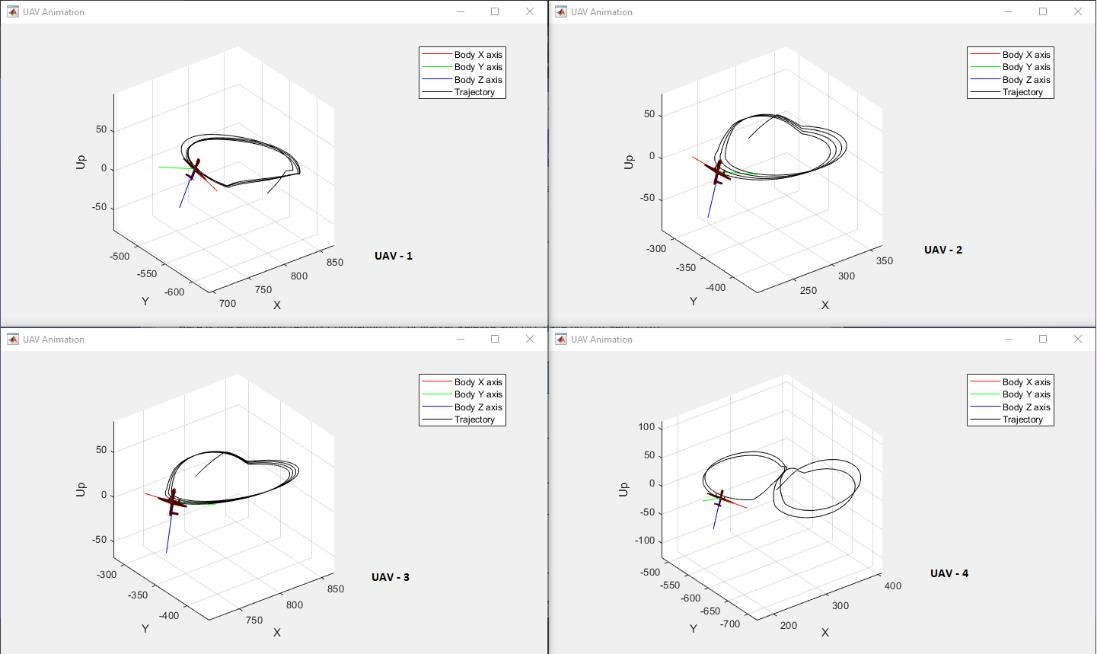 UAV Animation
Body X axis
Body Y axis
Body Z axis
Trajectory
50
0
-50
Up
-500
-550
-600
Y
700
750
800
850
X
UAV - 1
UAV Animation
Body X axis
Body Y axis
Body Z axis
Trajectory
50
0
-50
Up
-300
-350
-400
Y
250
300
350
X
UAV - 2
UAV Animation
Body X axis
Body Y axis
Body Z axis
Trajectory
50
0
-50
Up
-300
-350
-400
Y
750
800
850
X
UAV - 3
UAV Animation
Body X axis
Body Y axis
Body Z axis
Trajectory
100
50
0
-50
-100
Up
-500
-550
-600
-650
-700
Y
200
300
400
X
UAV - 4